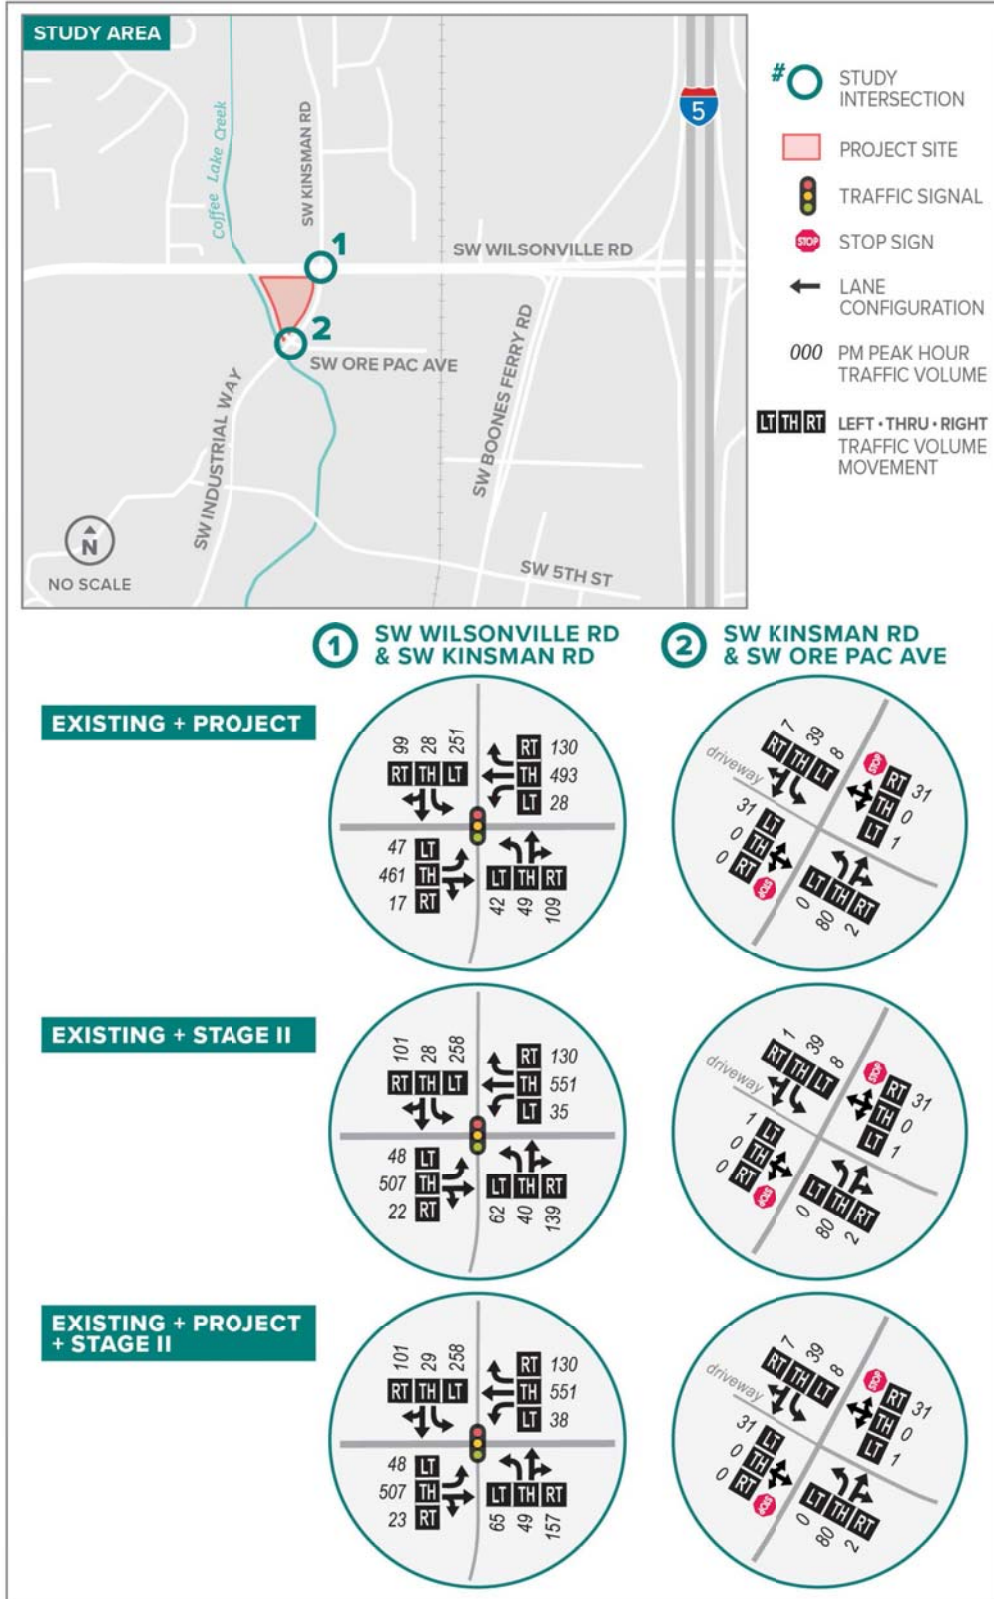 STUDY AREA
Coffee Lake Creek
SW KINSMAN RD
5
1
SW WILSONVILLE RD
2
SW ORE PAC AVE
SW INDUSTRIAL WAY
SW BOONES FERRY RD
SW 5TH ST
N
NO SCALE
#
STUDY
INTERSECTION
PROJECT SITE
TRAFFIC SIGNAL
STOP
STOP SIGN
LANE
CONFIGURATION
000
PM PEAK HOUR
TRAFFIC VOLUME
LT TH RT
LEFT • THRU • RIGHT
TRAFFIC VOLUME
MOVEMENT
1
SW WILSONVILLE RD
& SW KINSMAN RD
2
SW KINSMAN RD
& SW ORE PAC AVE
EXISTING + PROJECT
99 28 251
RT TH LT
RT 130
TH 493
LT 28
47 LT
461 TH
17 RT
LT TH RT
42 49 109
driveway
7 39 8
RT TH LT
STOP
RT 31
TH 0
LT 1
31 LT
0 TH
0 RT
STOP
LT TH RT
0 80 2
EXISTING + STAGE II
101 28 258
RT TH LT
RT 130
TH 551
LT 35
48 LT
507 TH
22 RT
LT TH RT
62 40 139
driveway
1 39 8
RT TH LT
STOP
RT 31
TH 0
LT 1
1 LT
0 TH
0 RT
STOP
LT TH RT
0 80 2
EXISTING + PROJECT
+ STAGE II
101 29 258
RT TH LT
RT 130
TH 551
LT 38
48 LT
507 TH
23 RT
LT TH RT
65 49 157
driveway
7 39 8
RT TH LT
STOP
RT 31
TH 0
LT 1
31 LT
0 TH
0 RT
STOP
LT TH RT
0 80 2